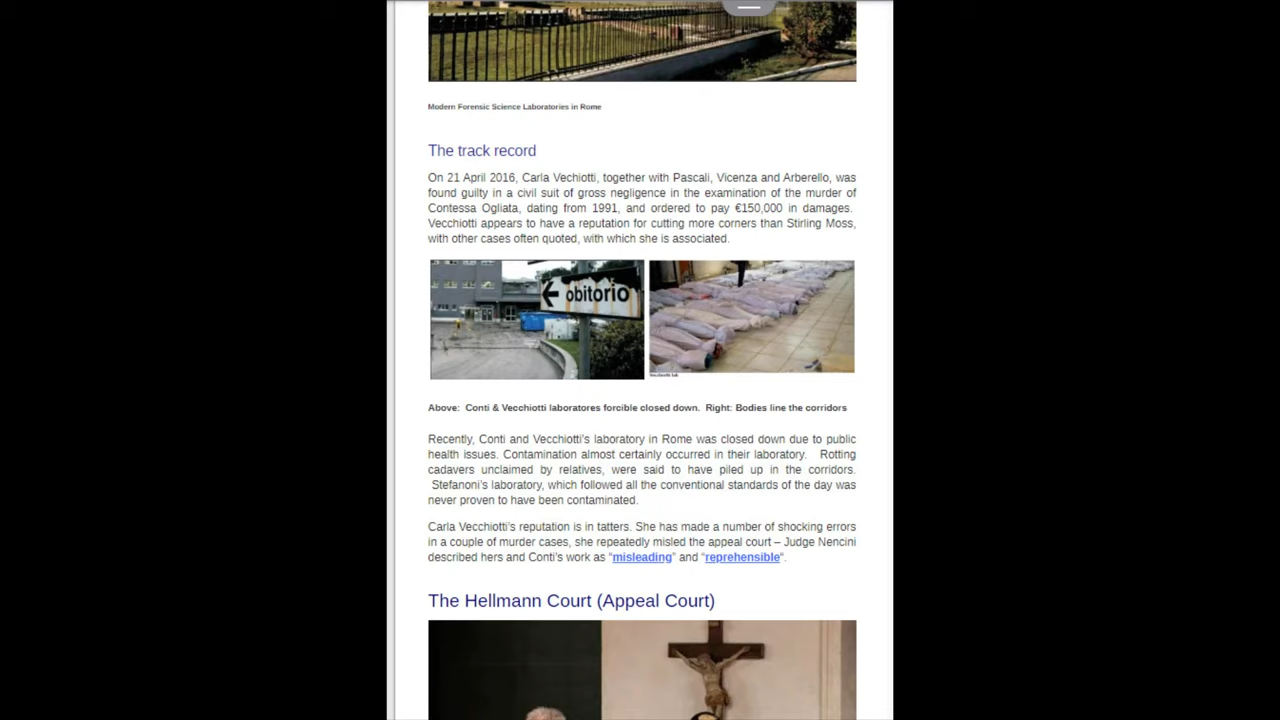 Modern Forensic Science Laboratories in Rome
The track record
On 21 April 2016, Carla Vechiotti, together with Pascali, Vicenza and Arberello, was
found guilty in a civil suit of gross negligence in the examination of the murder of
Contessa Ogliata, dating from 1991, and ordered to pay €150,000 in damages.
Vecchiotti appears to have a reputation for cutting more corners than Stirling Moss,
with other cases often quoted, with which she is associated.
obitorio
Vecchiotti lab
Above: Conti & Vecchiotti laboratores forcible closed down. Right: Bodies line the corridors
Recently, Conti and Vecchiotti's laboratory in Rome was closed down due to public
health issues. Contamination almost certainly occurred in their laboratory. Rotting
cadavers unclaimed by relatives, were said to have piled up in the corridors.
Stefanoni's laboratory, which followed all the conventional standards of the day was
never proven to have been contaminated.
Carla Vecchiotti's reputation is in tatters. She has made a number of shocking errors
in a couple of murder cases, she repeatedly misled the appeal court – Judge Nencini
described hers and Conti's work as “misleading” and “reprehensible“.
The Hellmann Court (Appeal Court)